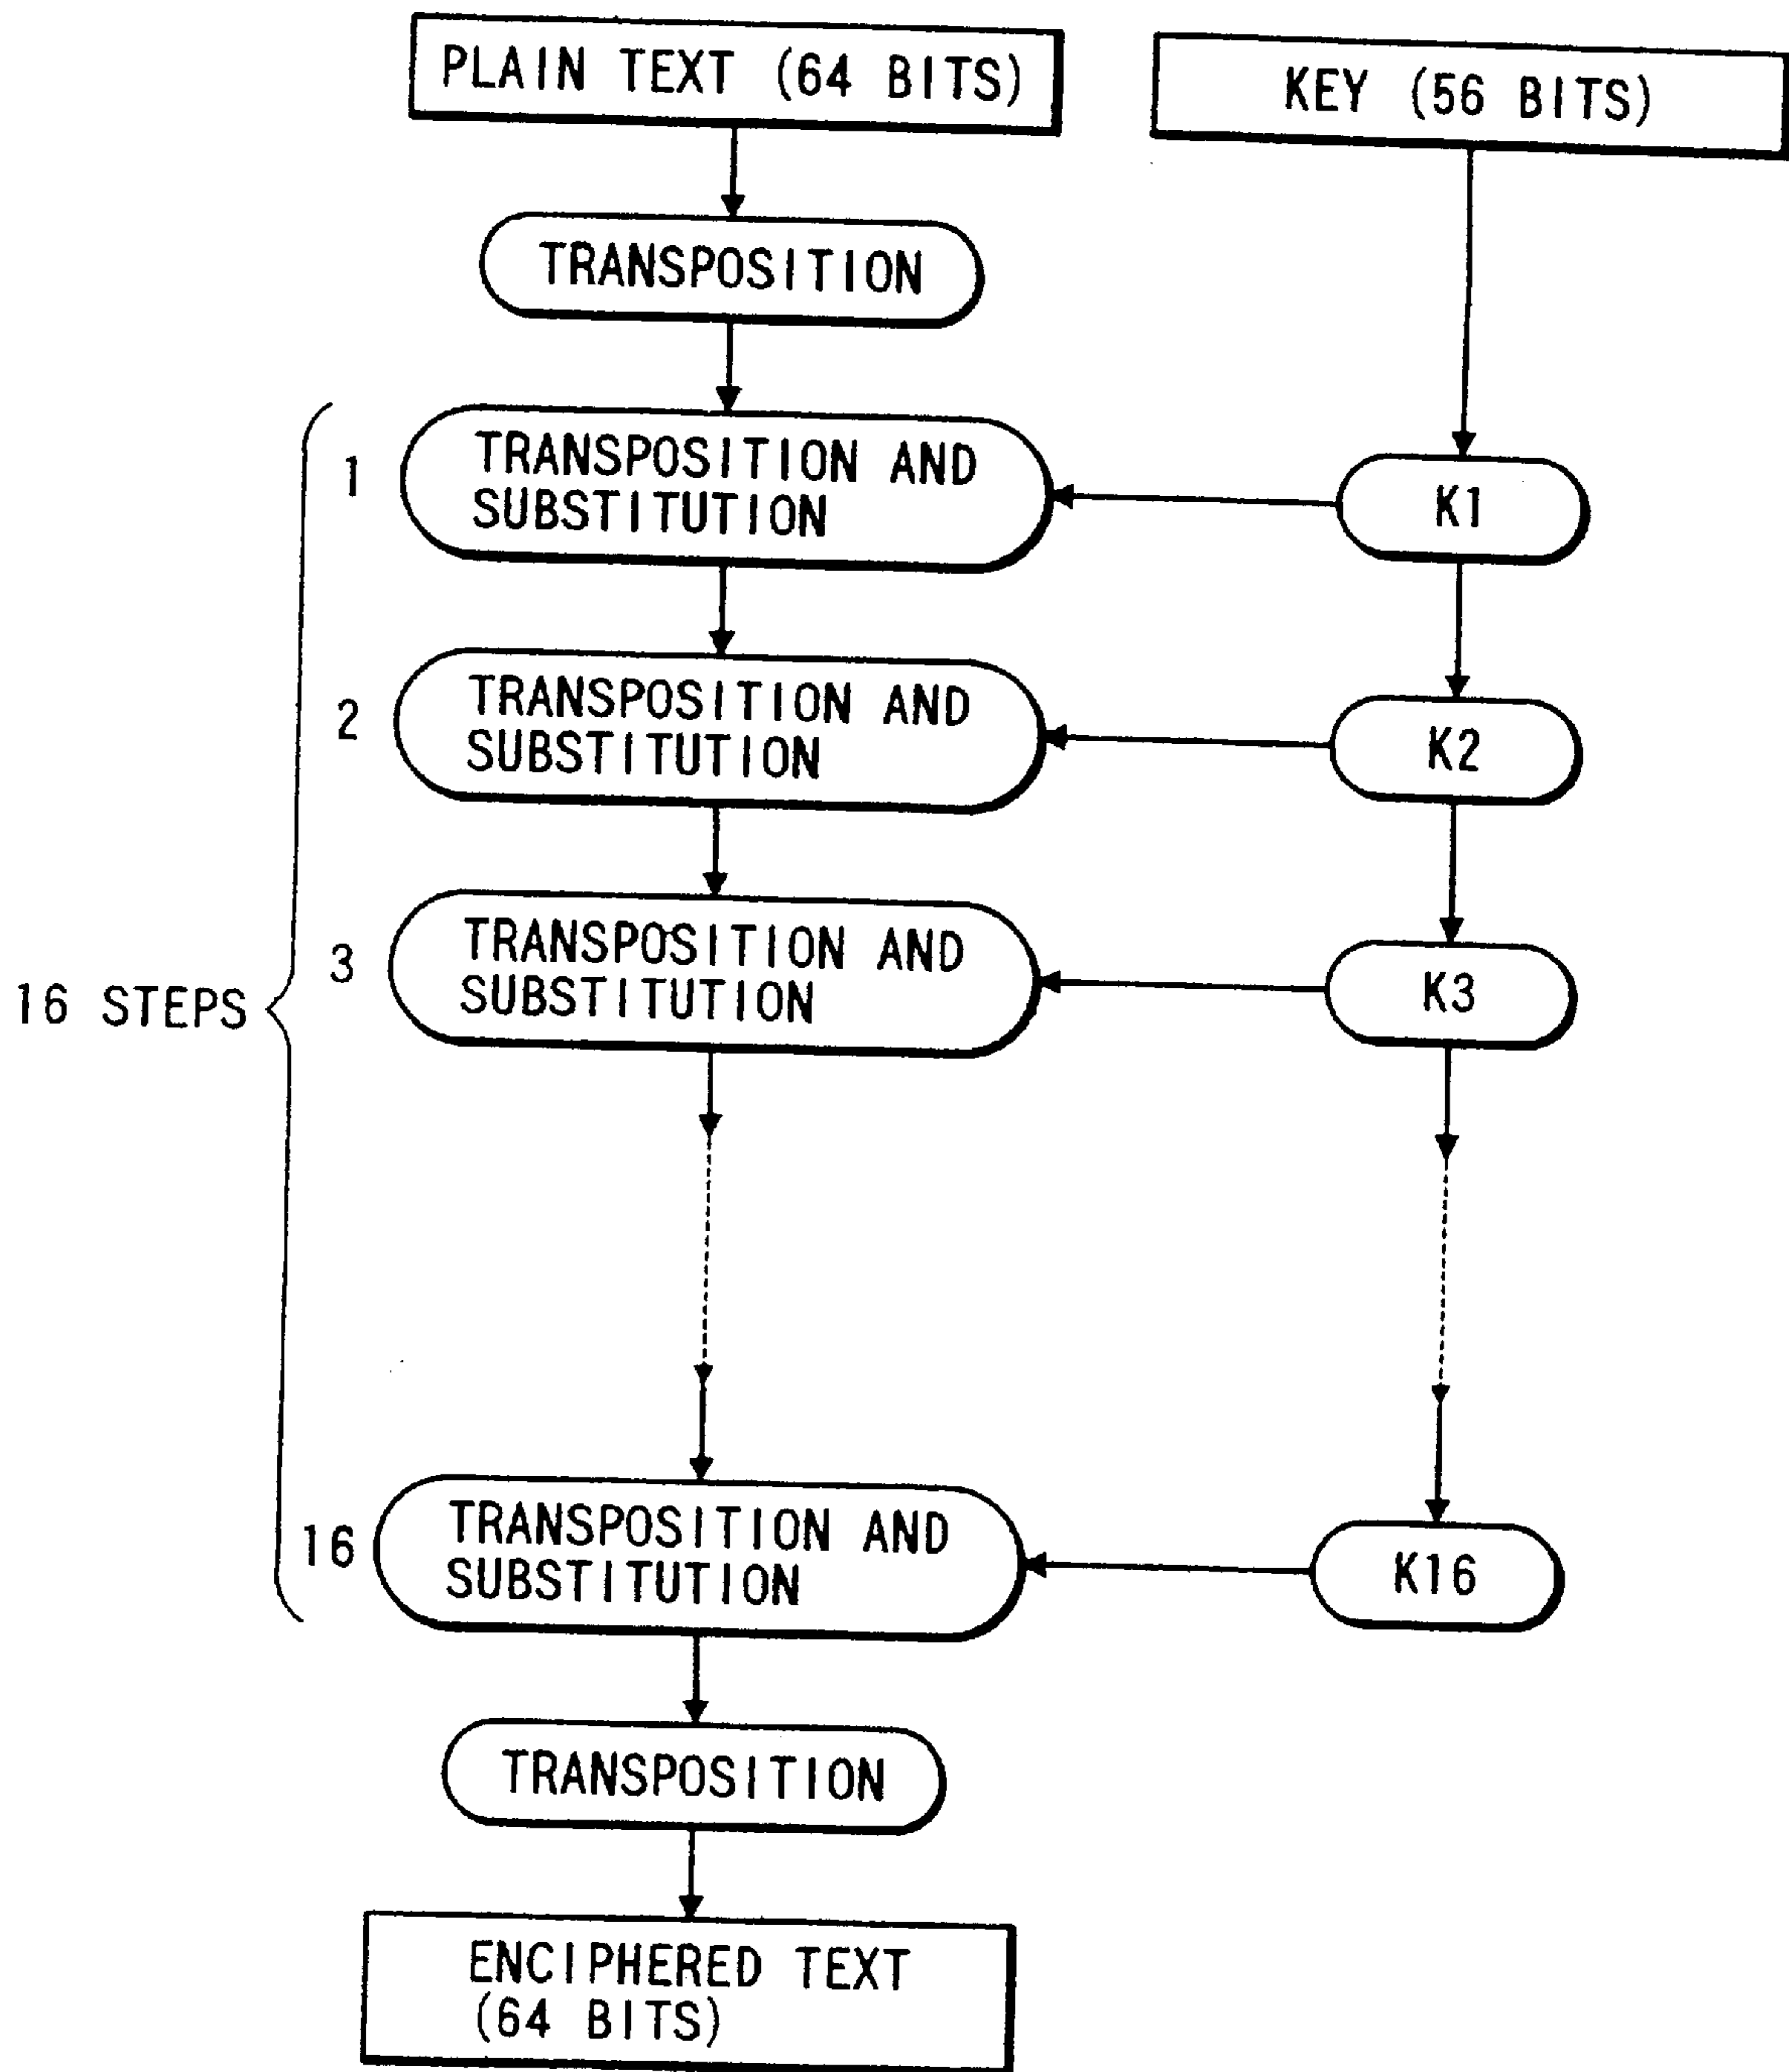 PLAIN TEXT (64 BITS)
KEY (56 BITS)
TRANSPOSITION
1
TRANSPOSITION AND
SUBSTITUTION
K1
2
TRANSPOSITION AND
SUBSTITUTION
K2
3
TRANSPOSITION AND
SUBSTITUTION
K3
16 STEPS
16
TRANSPOSITION AND
SUBSTITUTION
K16
TRANSPOSITION
ENCIPHERED TEXT
(64 BITS)